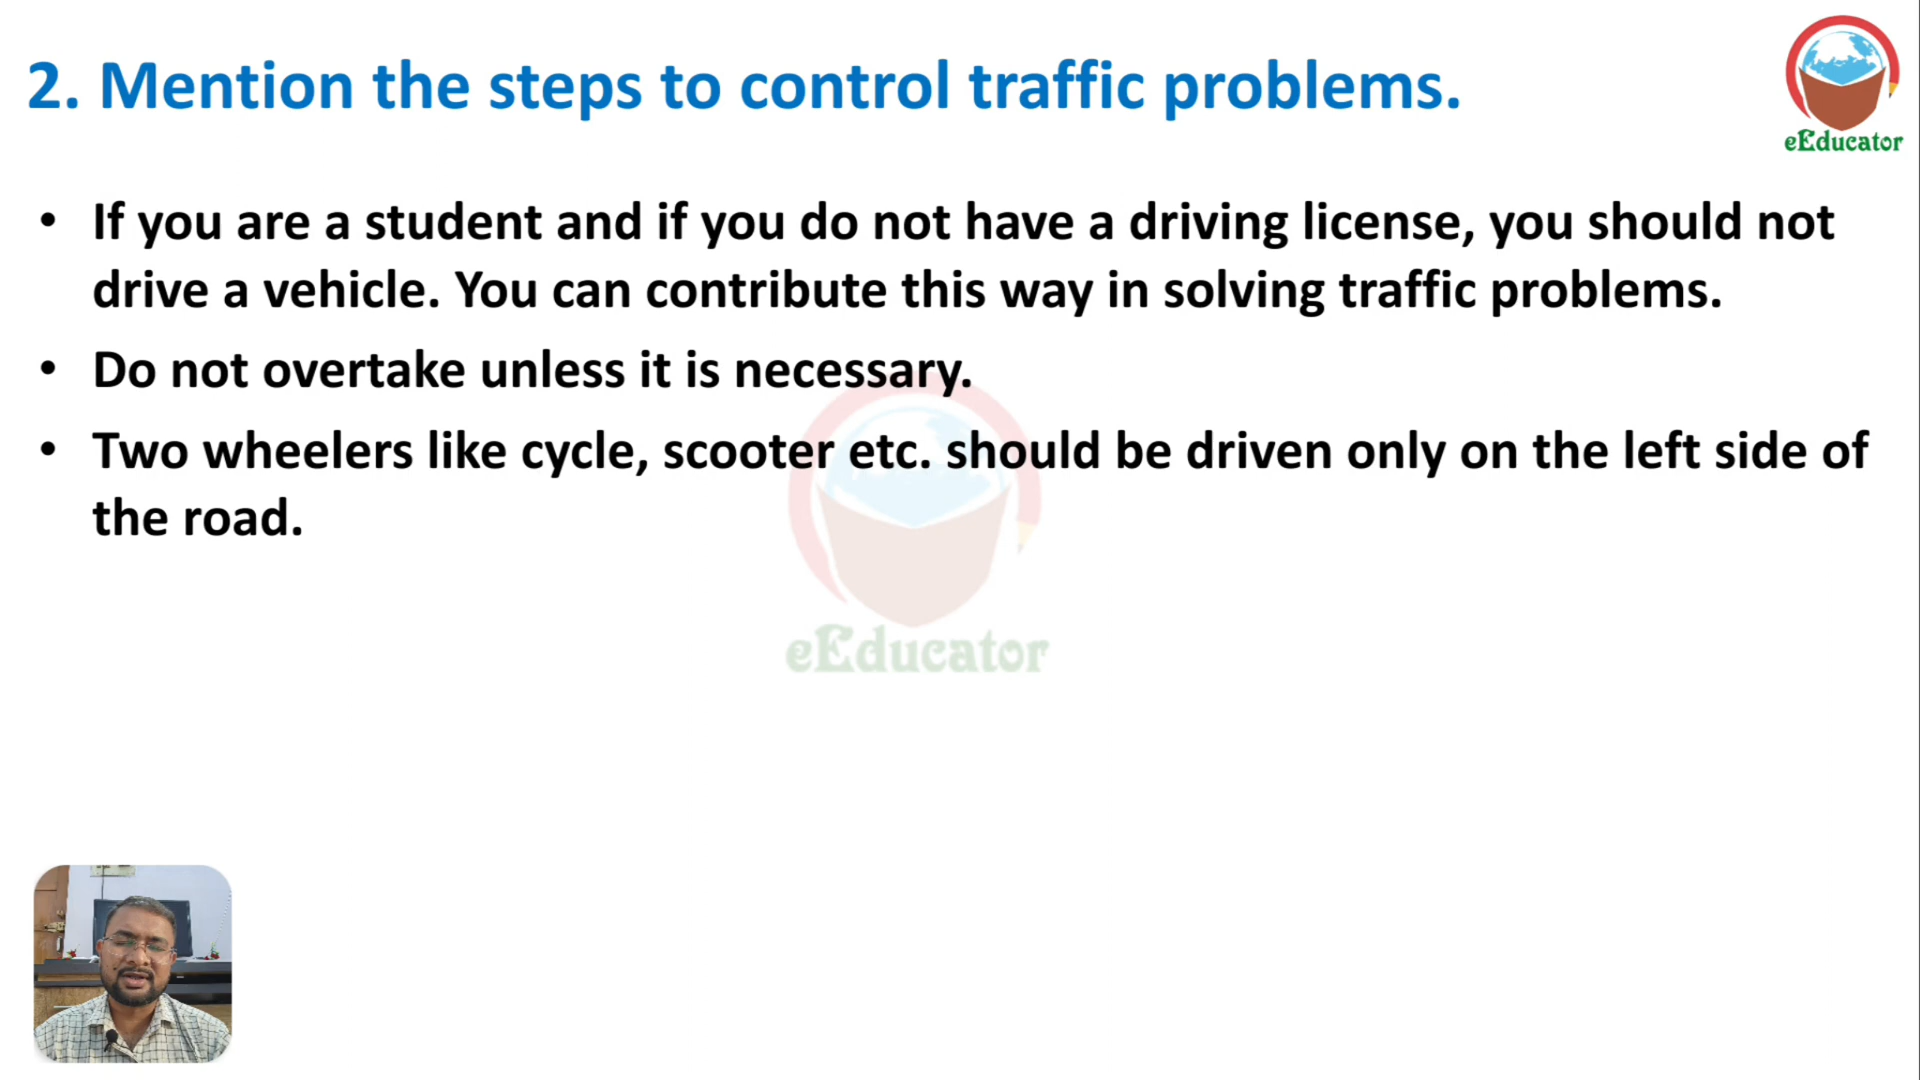 2. Mention the steps to control traffic problems.
eEducator
• If you are a student and if you do not have a driving license, you should not
drive a vehicle. You can contribute this way in solving traffic problems.
• Do not overtake unless it is necessary.
• Two wheelers like cycle, scooter etc. should be driven only on the left side of
the road.
eEducator